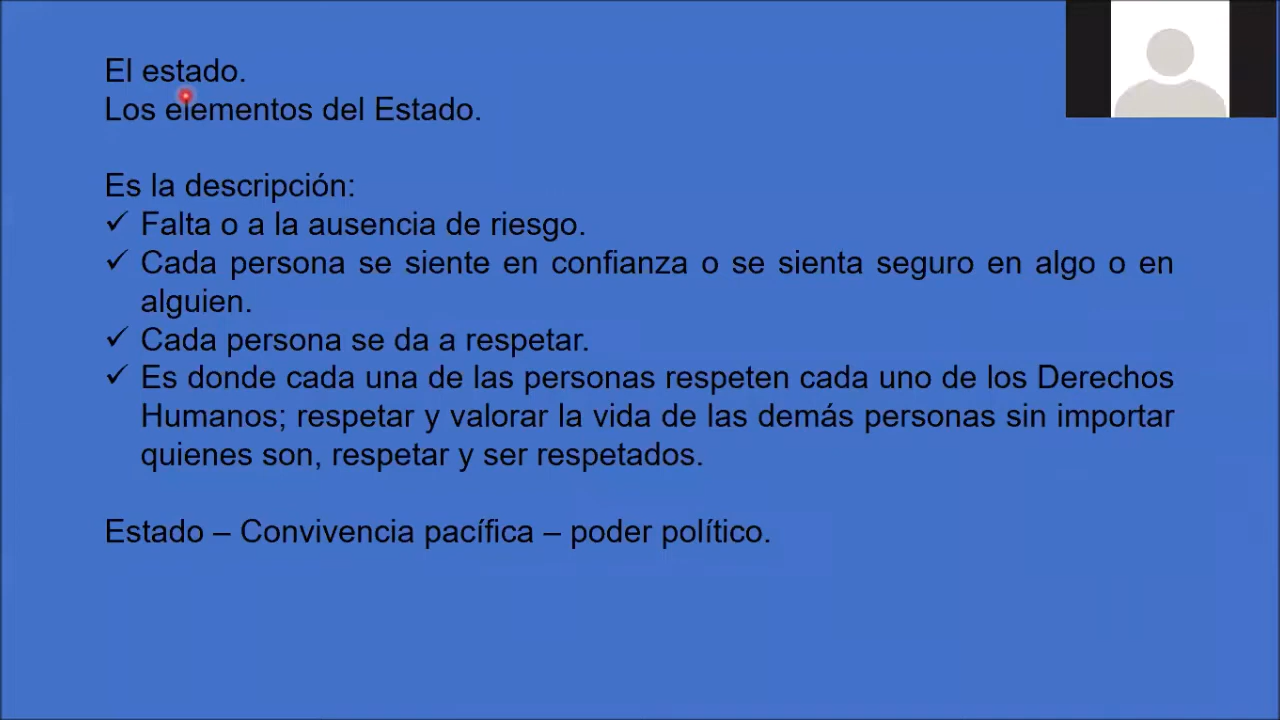 El estado.
Los elementos del Estado.
Es la descripción:
✓ Falta o a la ausencia de riesgo.
✓ Cada persona se siente en confianza o se sienta seguro en algo o en
alguien.
✓ Cada persona se da a respetar.
✓ Es donde cada una de las personas respeten cada uno de los Derechos
Humanos; respetar y valorar la vida de las demás personas sin importar
quienes son, respetar y ser respetados.
Estado – Convivencia pacífica – poder político.